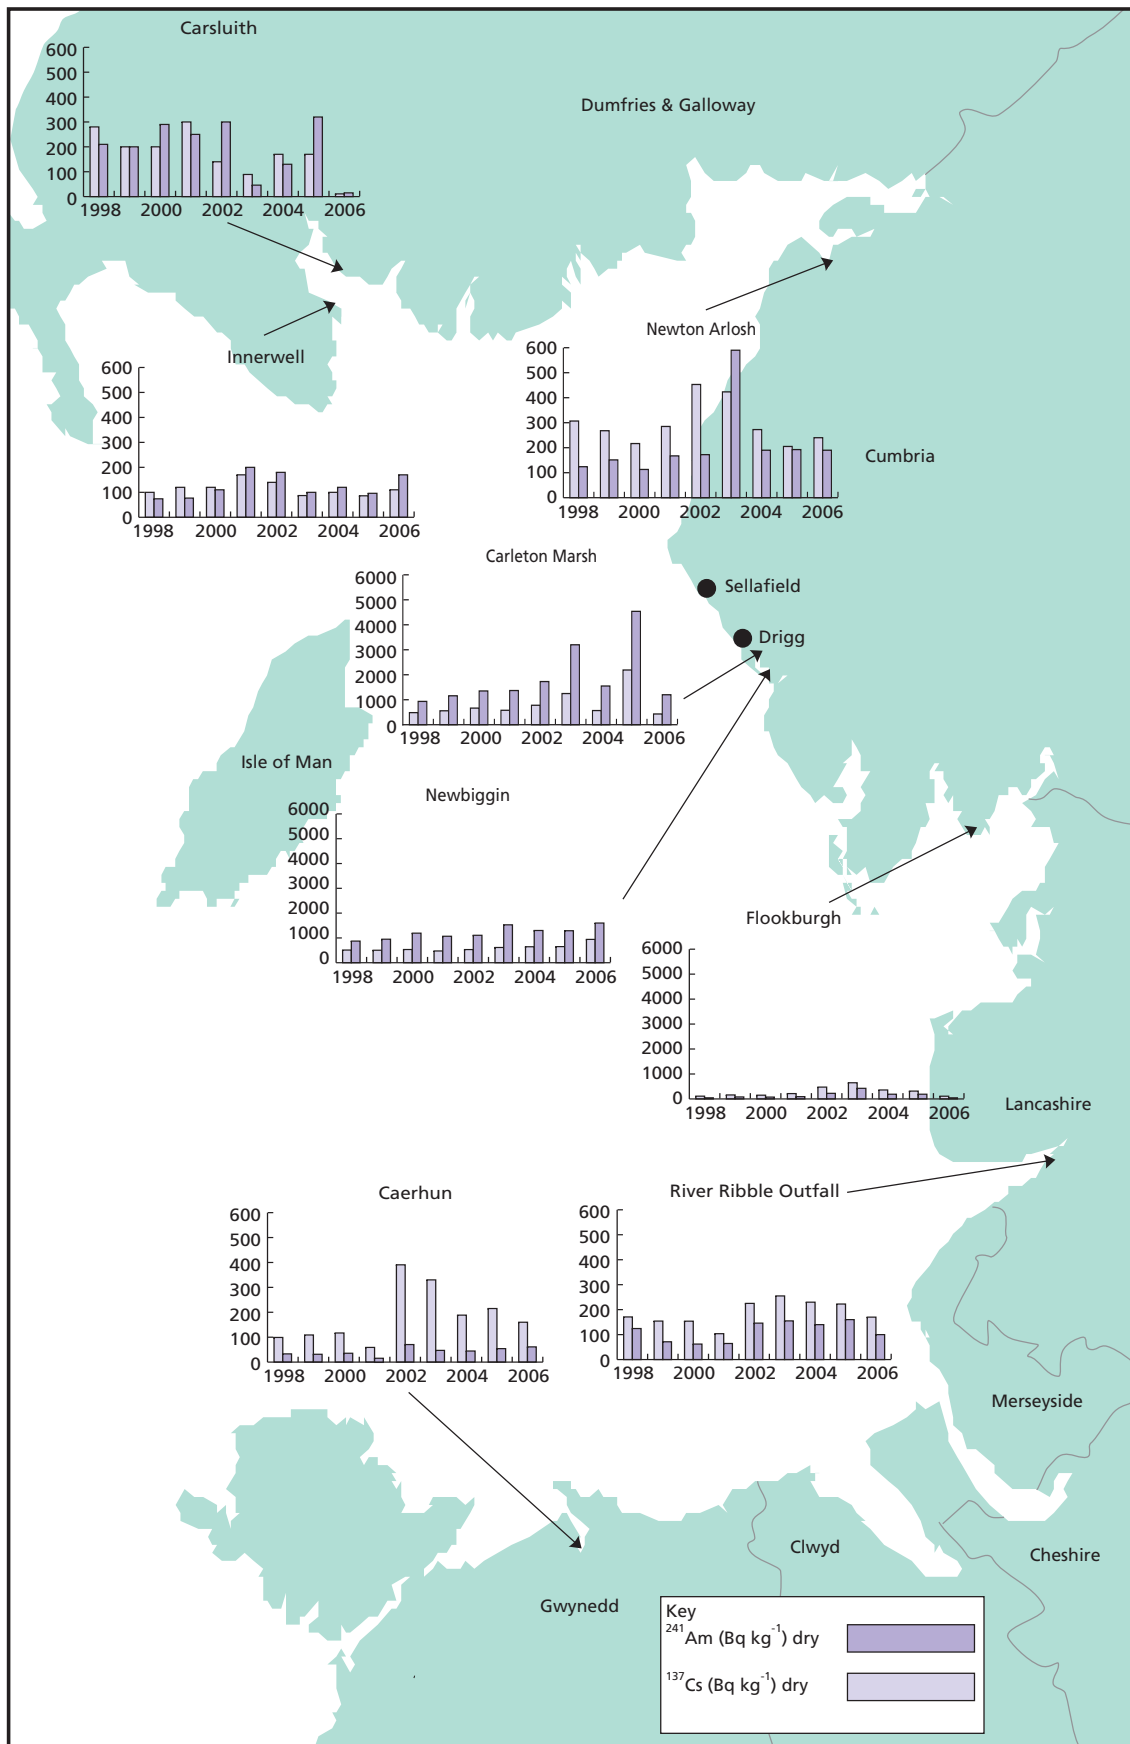 Carsluith
600
500
400
300
200
100
0
1998 2000 2002 2004 2006
Dumfries & Galloway
Innerwell
600
500
400
300
200
100
0
1998 2000 2002 2004 2006
Newton Arlosh
600
500
400
300
200
100
0
1998 2000 2002 2004 2006
Cumbria
Carleton Marsh
6000
5000
4000
3000
2000
1000
0
1998 2000 2002 2004 2006
Sellafield
Drigg
Isle of Man
Newbiggin
6000
5000
4000
3000
2000
1000
0
1998 2000 2002 2004 2006
Flookburgh
6000
5000
4000
3000
2000
1000
0
1998 2000 2002 2004 2006
Lancashire
Caerhun
600
500
400
300
200
100
0
1998 2000 2002 2004 2006
River Ribble Outfall
600
500
400
300
200
100
0
1998 2000 2002 2004 2006
Merseyside
Clwyd
Cheshire
Gwynedd
Key
²⁴¹Am (Bq kg⁻¹) dry
¹³⁷Cs (Bq kg⁻¹) dry